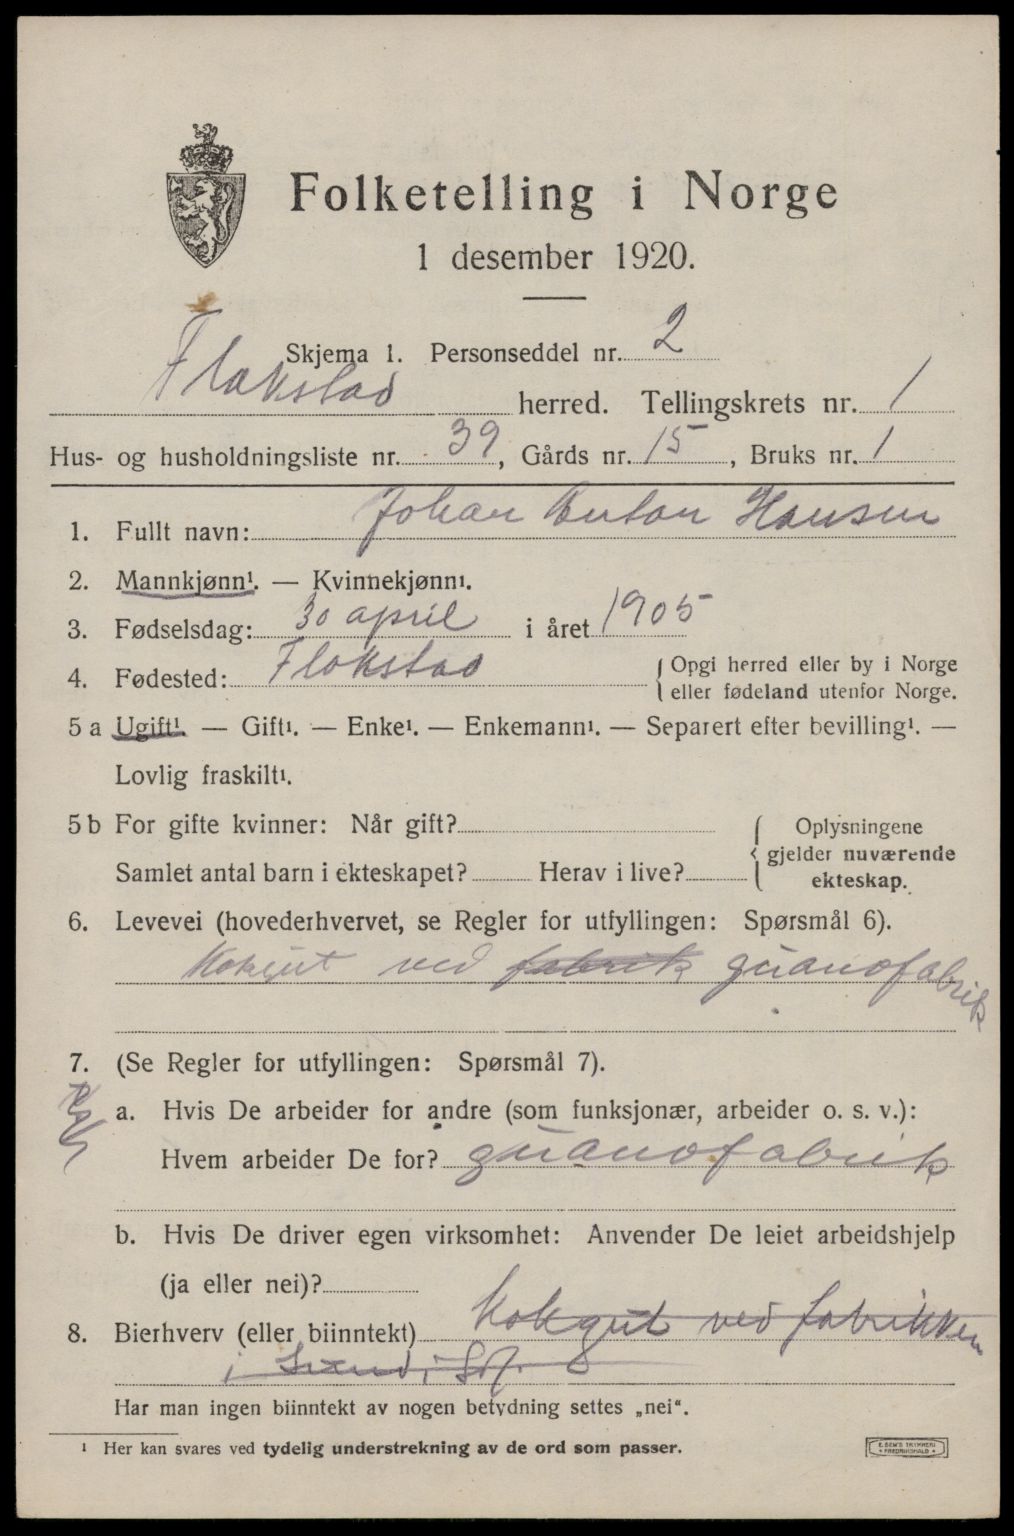 Folketelling i Norge
1 desember 1920.
Skjema 1. Personseddel nr. 2
Flakstad herred. Tellingskrets nr. 1
Hus- og husholdningsliste nr. 39, Gårds nr. 15, Bruks nr. 1
1. Fullt navn: Johan Anton Hansen
2. Mannkjønn¹. — Kvinnekjønn¹.
3. Fødselsdag: 30 april i året 1905
4. Fødested: Flakstad { Opgi herred eller by i Norge
eller fødeland utenfor Norge.
5 a Ugift¹. — Gift¹. — Enke¹. — Enkemann¹. — Separert efter bevilling¹. —
Lovlig fraskilt¹.
5 b For gifte kvinner: Når gift?
Samlet antal barn i ekteskapet? Herav i live?
{ Oplysningene
gjelder nuværende
ekteskap.
6. Levevei (hovederhvervet, se Regler for utfyllingen: Spørsmål 6).
Kokgut ved fabrik guanofabrik
7. (Se Regler for utfyllingen: Spørsmål 7).
a. Hvis De arbeider for andre (som funksjonær, arbeider o. s. v.):
Hvem arbeider De for? guanofabrik
b. Hvis De driver egen virksomhet: Anvender De leiet arbeidshjelp
(ja eller nei)?
8. Bierhverv (eller biinntekt) Kokgut ved fabrikken
i Sund i Lof.
Har man ingen biinntekt av nogen betydning settes „nei".
¹ Her kan svares ved tydelig understrekning av de ord som passer.
E. SEM'S TRYKKERI
FREDRIKSHALD